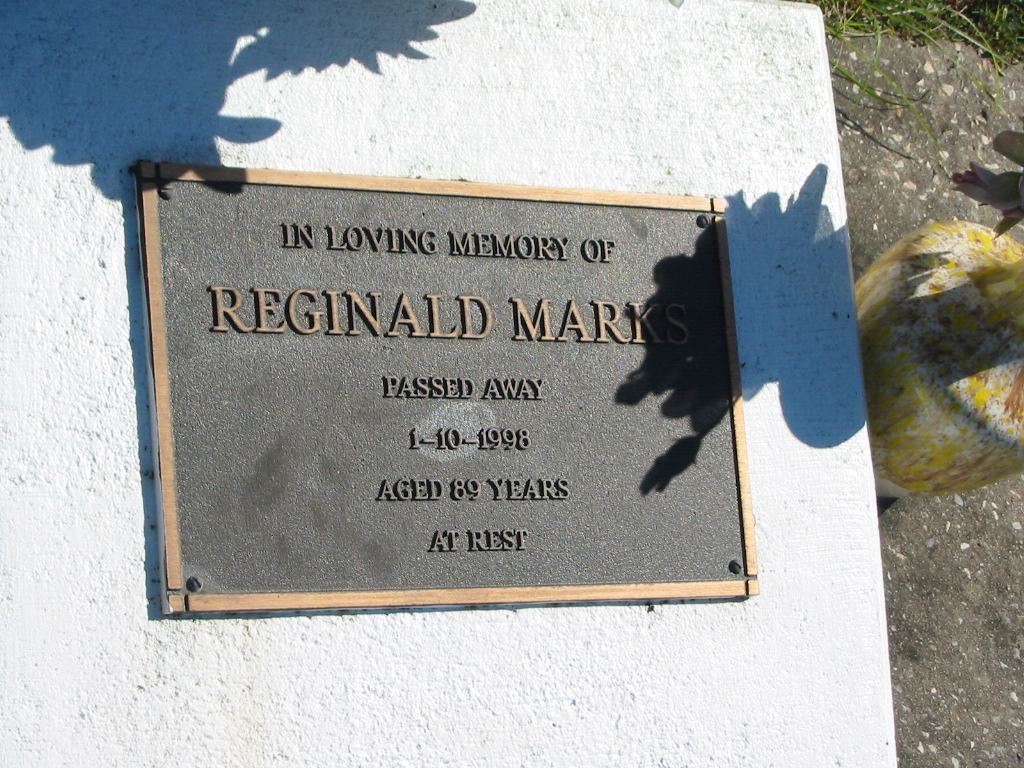 IN LOVING MEMORY OF
REGINALD MARKS
PASSED AWAY
1-10-1998
AGED 89 YEARS
AT REST